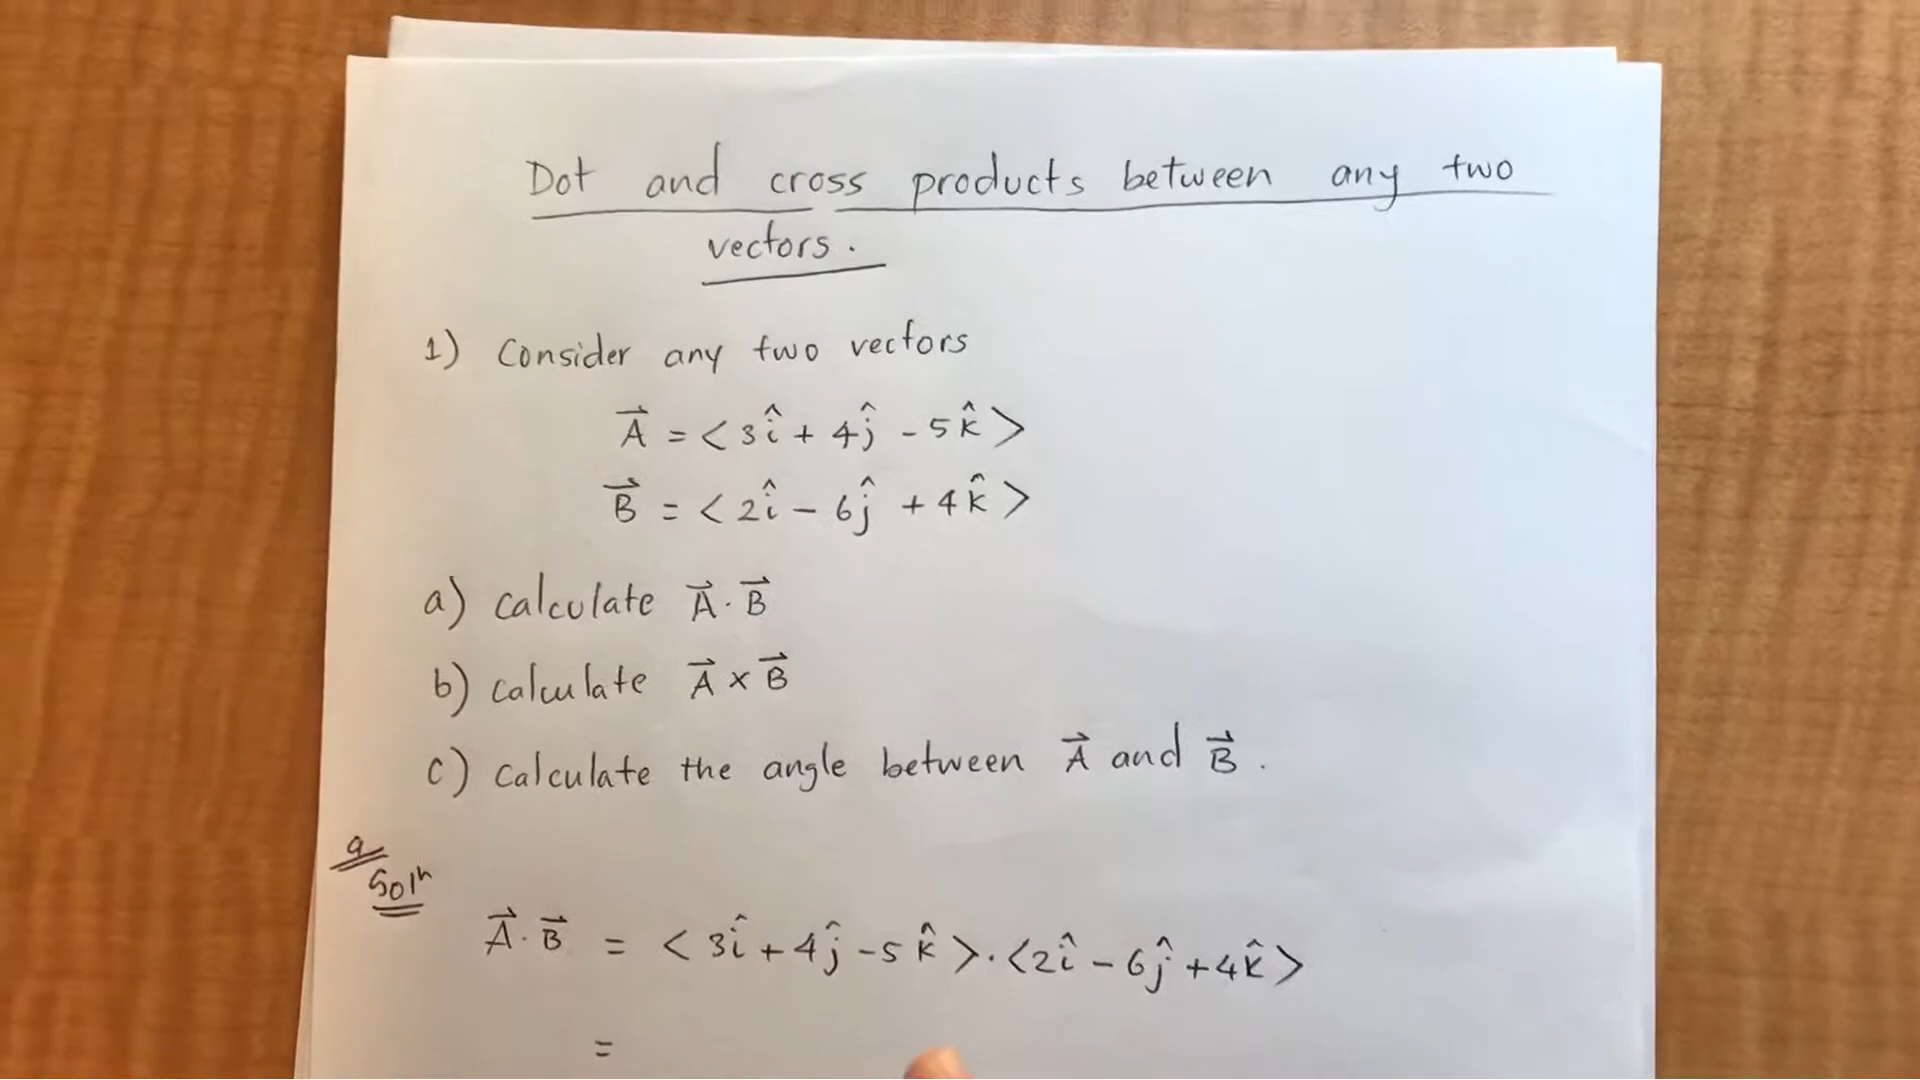 Dot and cross products between any two
vectors.
1) Consider any two vectors
A⃗ = <3î + 4ĵ - 5k̂>
B⃗ = <2î - 6ĵ + 4k̂>
a) calculate A⃗ · B⃗
b) calculate A⃗ x B⃗
c) calculate the angle between A⃗ and B⃗.
a
Solⁿ
A⃗ · B⃗ = <3î + 4ĵ - 5k̂> · <2î - 6ĵ + 4k̂>
=